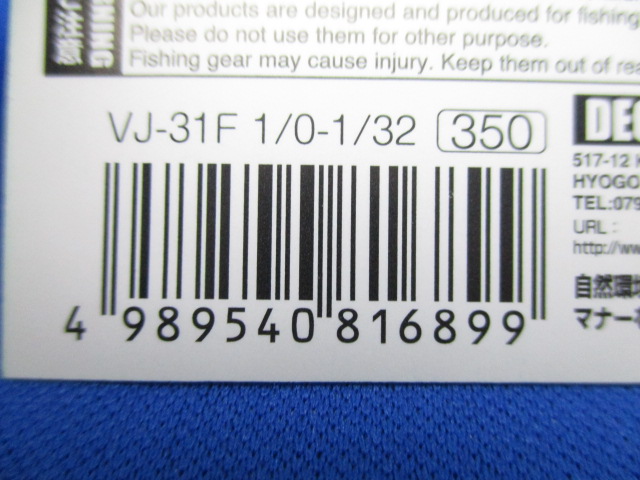 WARNING
Our products are designed and produced for fishing
Please do not use them for other purpose.
Fishing gear may cause injury. Keep them out of
VJ-31F 1/0-1/32 350
4 989540 816899
517-12
HYOGO
TEL:079
URL :
http://ww
自然環境
マナー